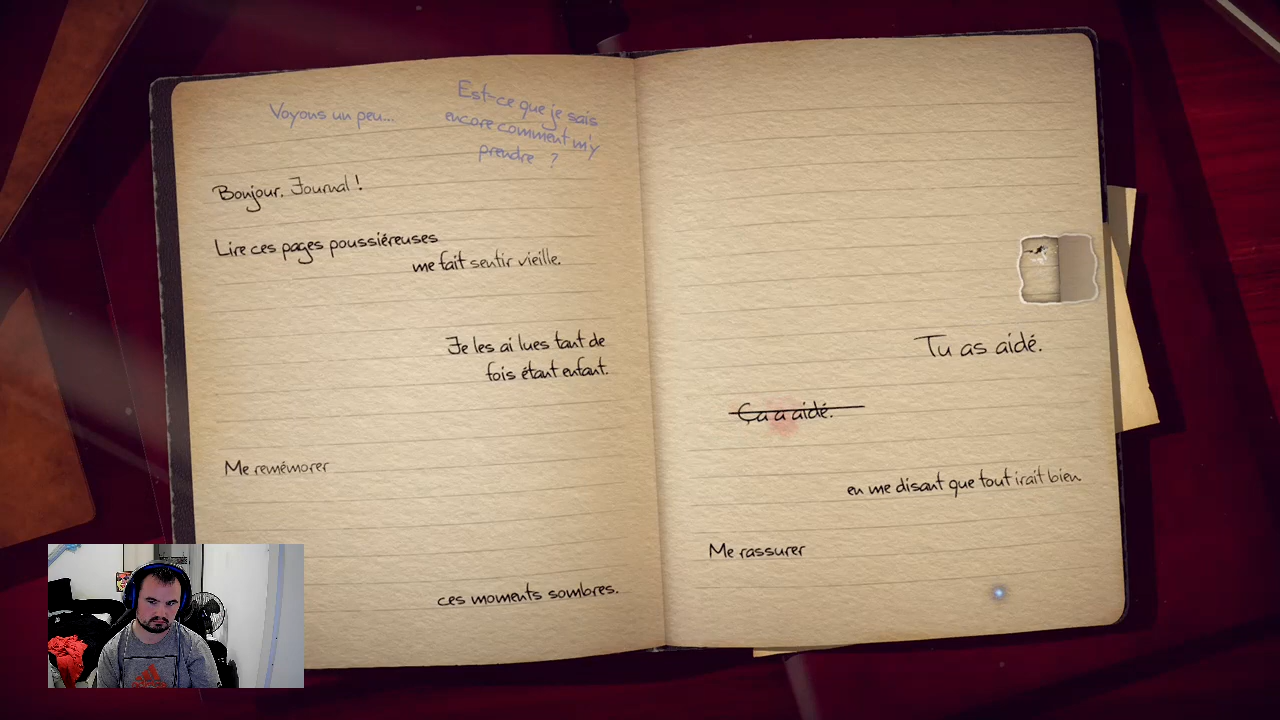 Voyons un peu...
Est-ce que je sais
encore comment m'y
prendre ?
Bonjour, Journal !
Lire ces pages poussiéreuses
me fait sentir vieille.
Je les ai lues tant de
fois étant enfant.
Me remémorer
ces moments sombres.
Tu as aidé.
Ça a aidé.
en me disant que tout irait bien.
Me rassurer